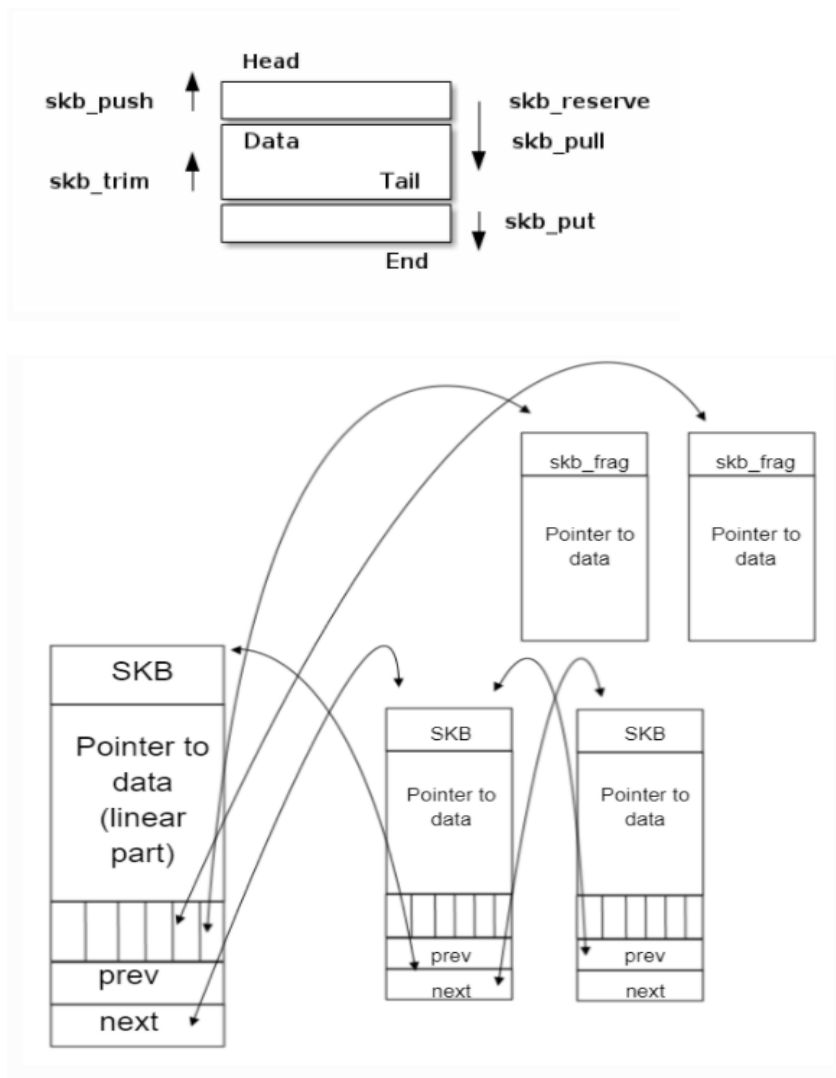 Head
skb_push
skb_reserve
Data
skb_pull
skb_trim
Tail
skb_put
End
skb_frag
skb_frag
Pointer to
data
Pointer to
data
SKB
Pointer to
data
(linear
part)
prev
next
SKB
Pointer to
data
prev
next
SKB
Pointer to
data
prev
next